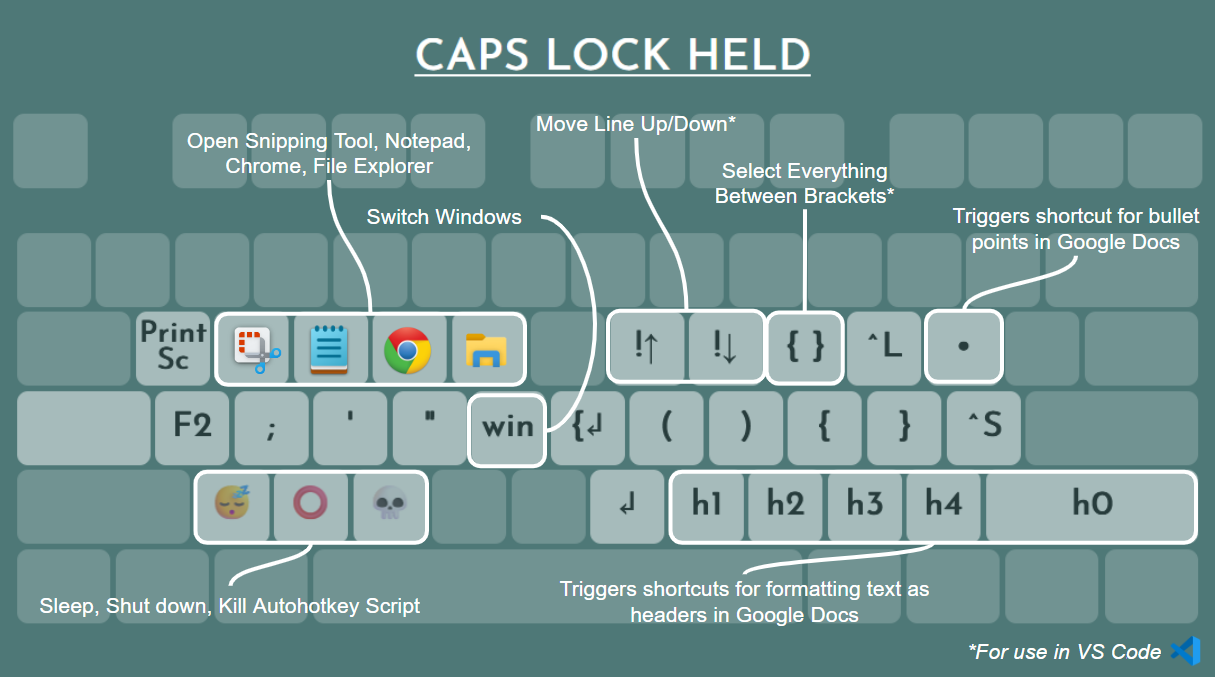 CAPS LOCK HELD
Open Snipping Tool, Notepad,
Chrome, File Explorer
Move Line Up/Down*
Select Everything
Between Brackets*
Switch Windows
Triggers shortcut for bullet
points in Google Docs
Print
Sc
!↑ !↓ { } ^L •
F2 ; ' " win {↲ ( ) { } ^S
↲ h1 h2 h3 h4 h0
Sleep, Shut down, Kill Autohotkey Script
Triggers shortcuts for formatting text as
headers in Google Docs
*For use in VS Code